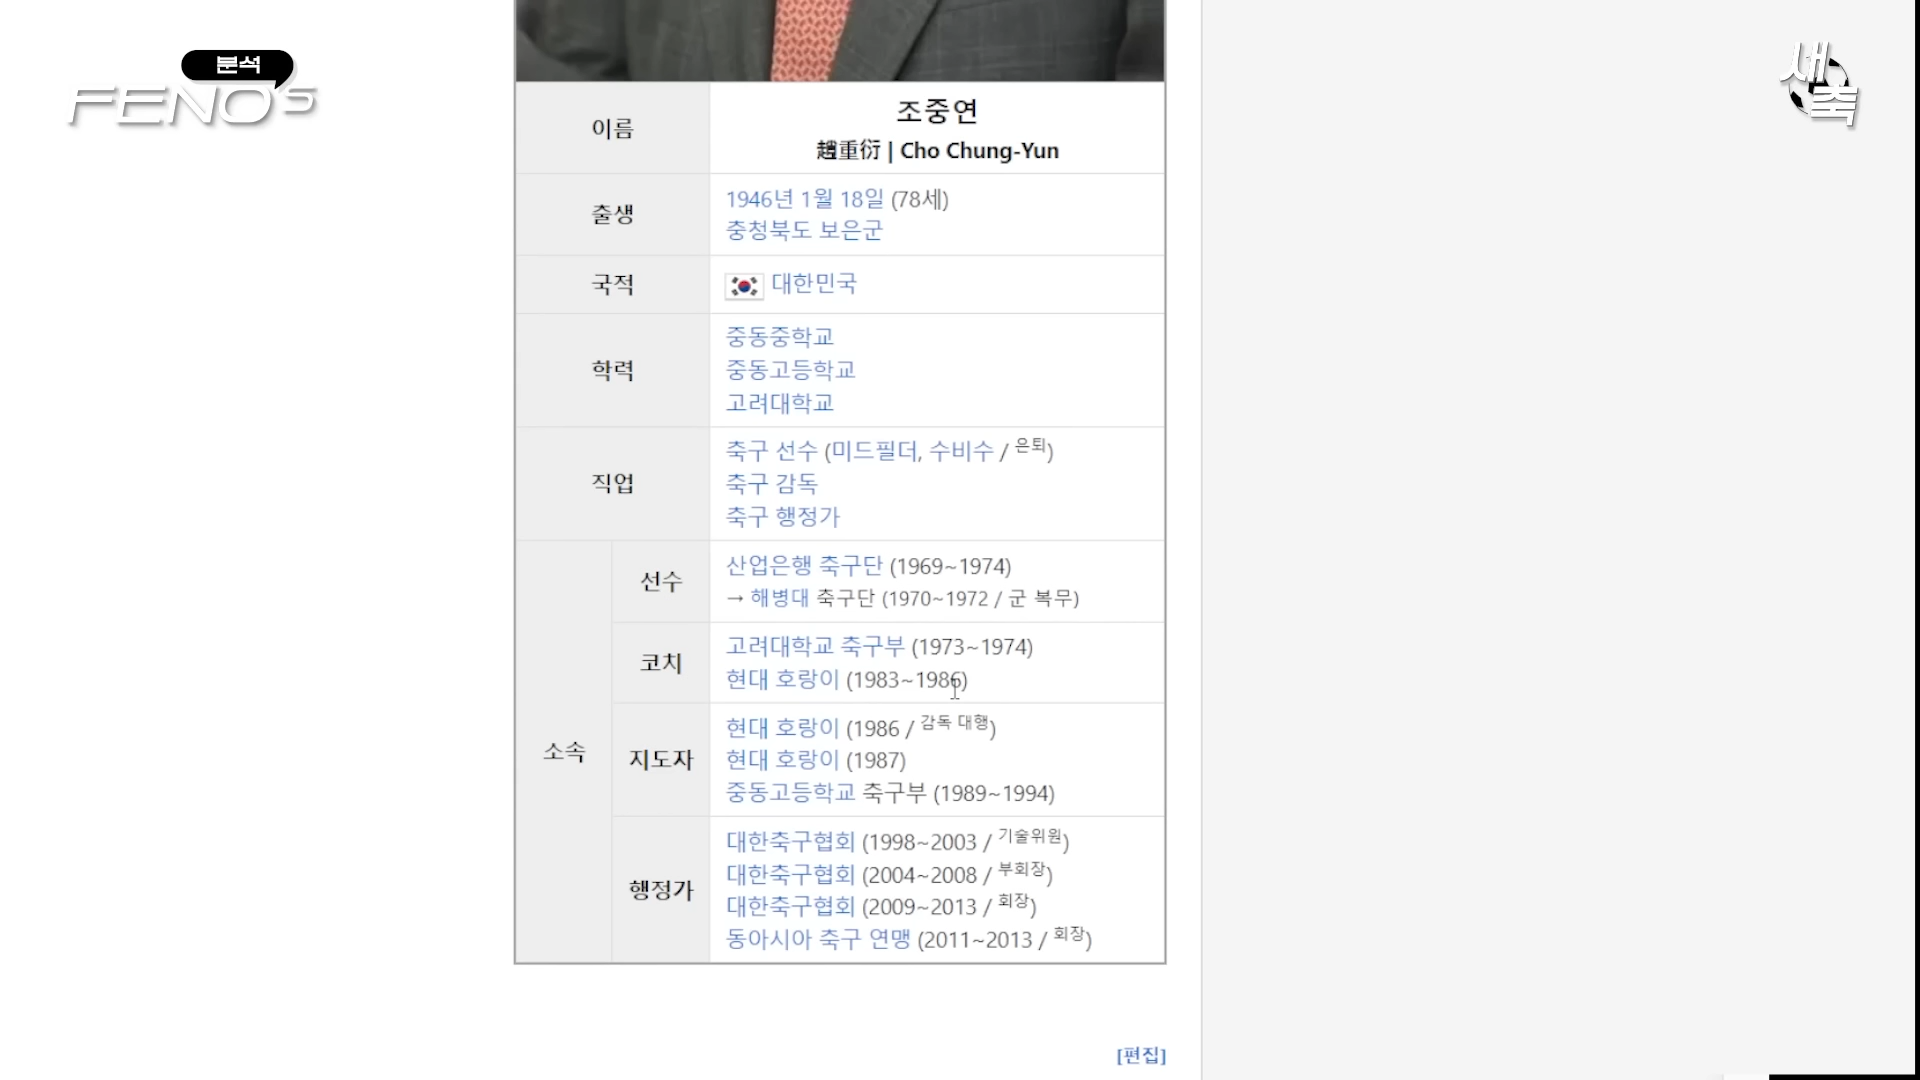 분석
FENO's
새축
이름
조중연
趙重衍 | Cho Chung-Yun
출생
1946년 1월 18일 (78세)
충청북도 보은군
국적
대한민국
학력
중동중학교
중동고등학교
고려대학교
직업
축구 선수 (미드필더, 수비수 / 은퇴)
축구 감독
축구 행정가
소속
선수
산업은행 축구단 (1969~1974)
→ 해병대 축구단 (1970~1972 / 군 복무)
코치
고려대학교 축구부 (1973~1974)
현대 호랑이 (1983~1986)
지도자
현대 호랑이 (1986 / 감독 대행)
현대 호랑이 (1987)
중동고등학교 축구부 (1989~1994)
행정가
대한축구협회 (1998~2003 / 기술위원)
대한축구협회 (2004~2008 / 부회장)
대한축구협회 (2009~2013 / 회장)
동아시아 축구 연맹 (2011~2013 / 회장)
[편집]